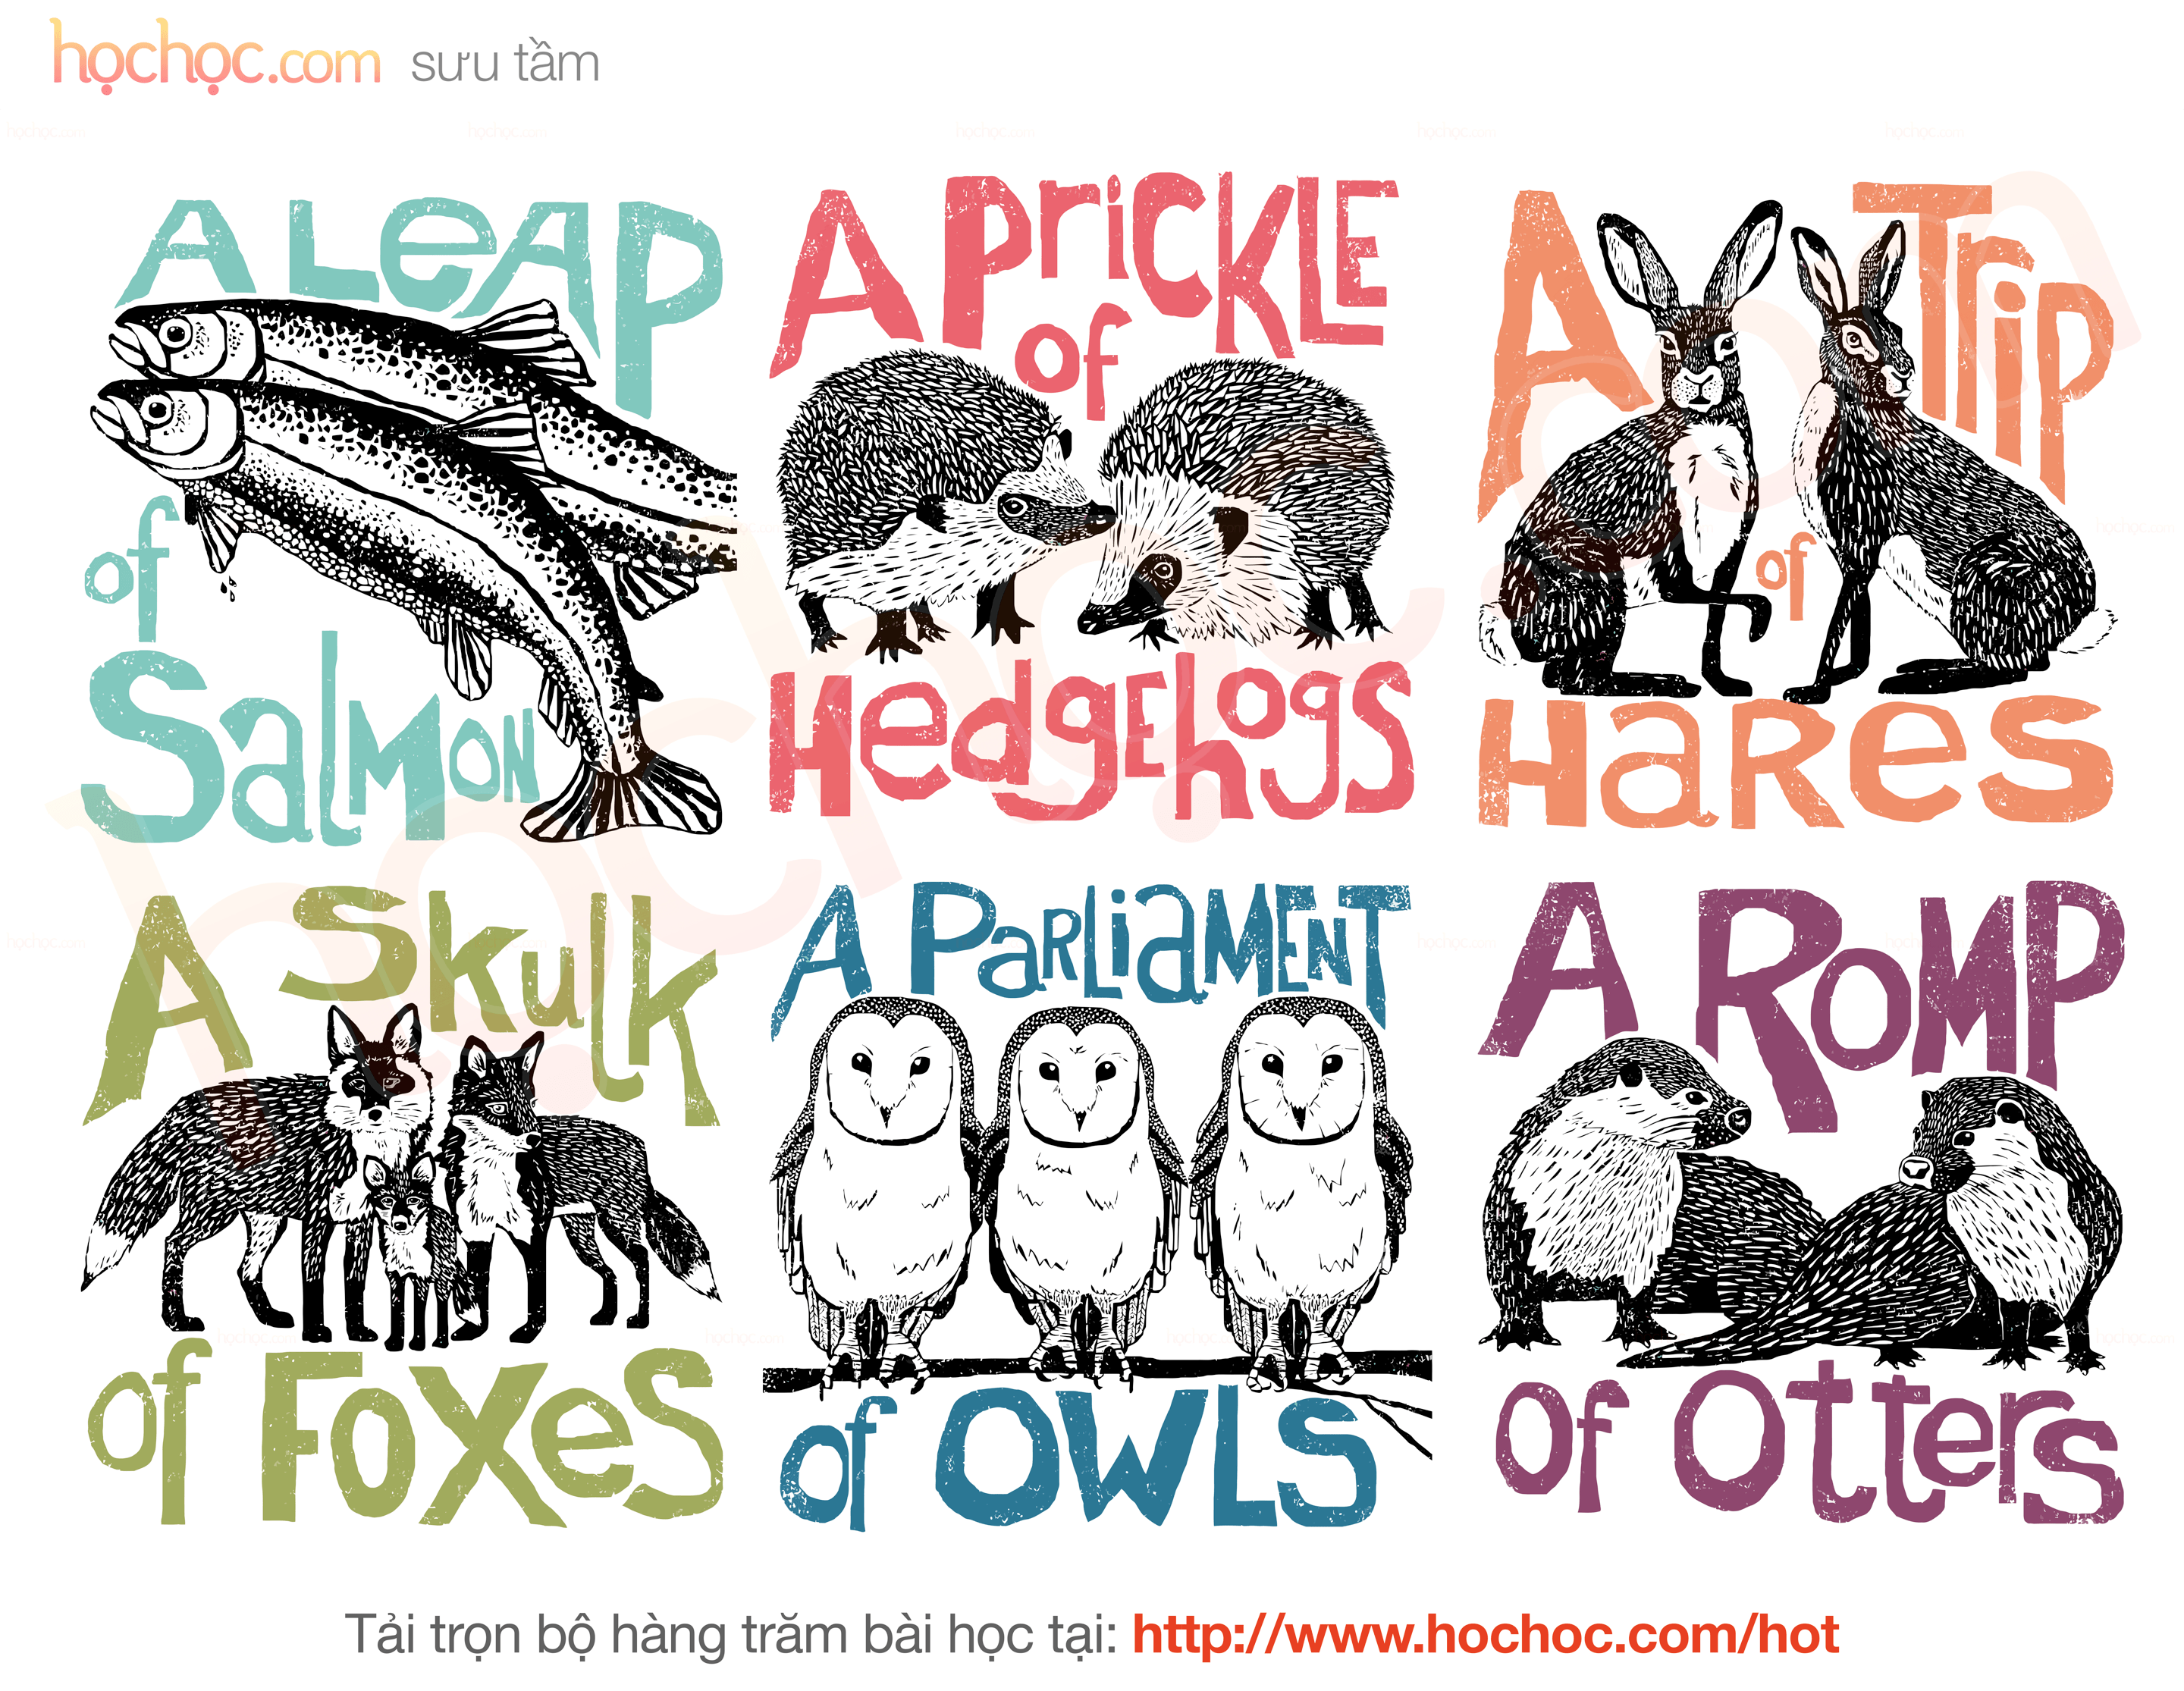 họchọc.com sưu tầm
A Leap
of
Salmon
A Prickle
of
Hedgehogs
A Trip
of
Hares
A Skulk
of Foxes
A Parliament
of Owls
A Romp
of Otters
Tải trọn bộ hàng trăm bài học tại: http://www.hochoc.com/hot